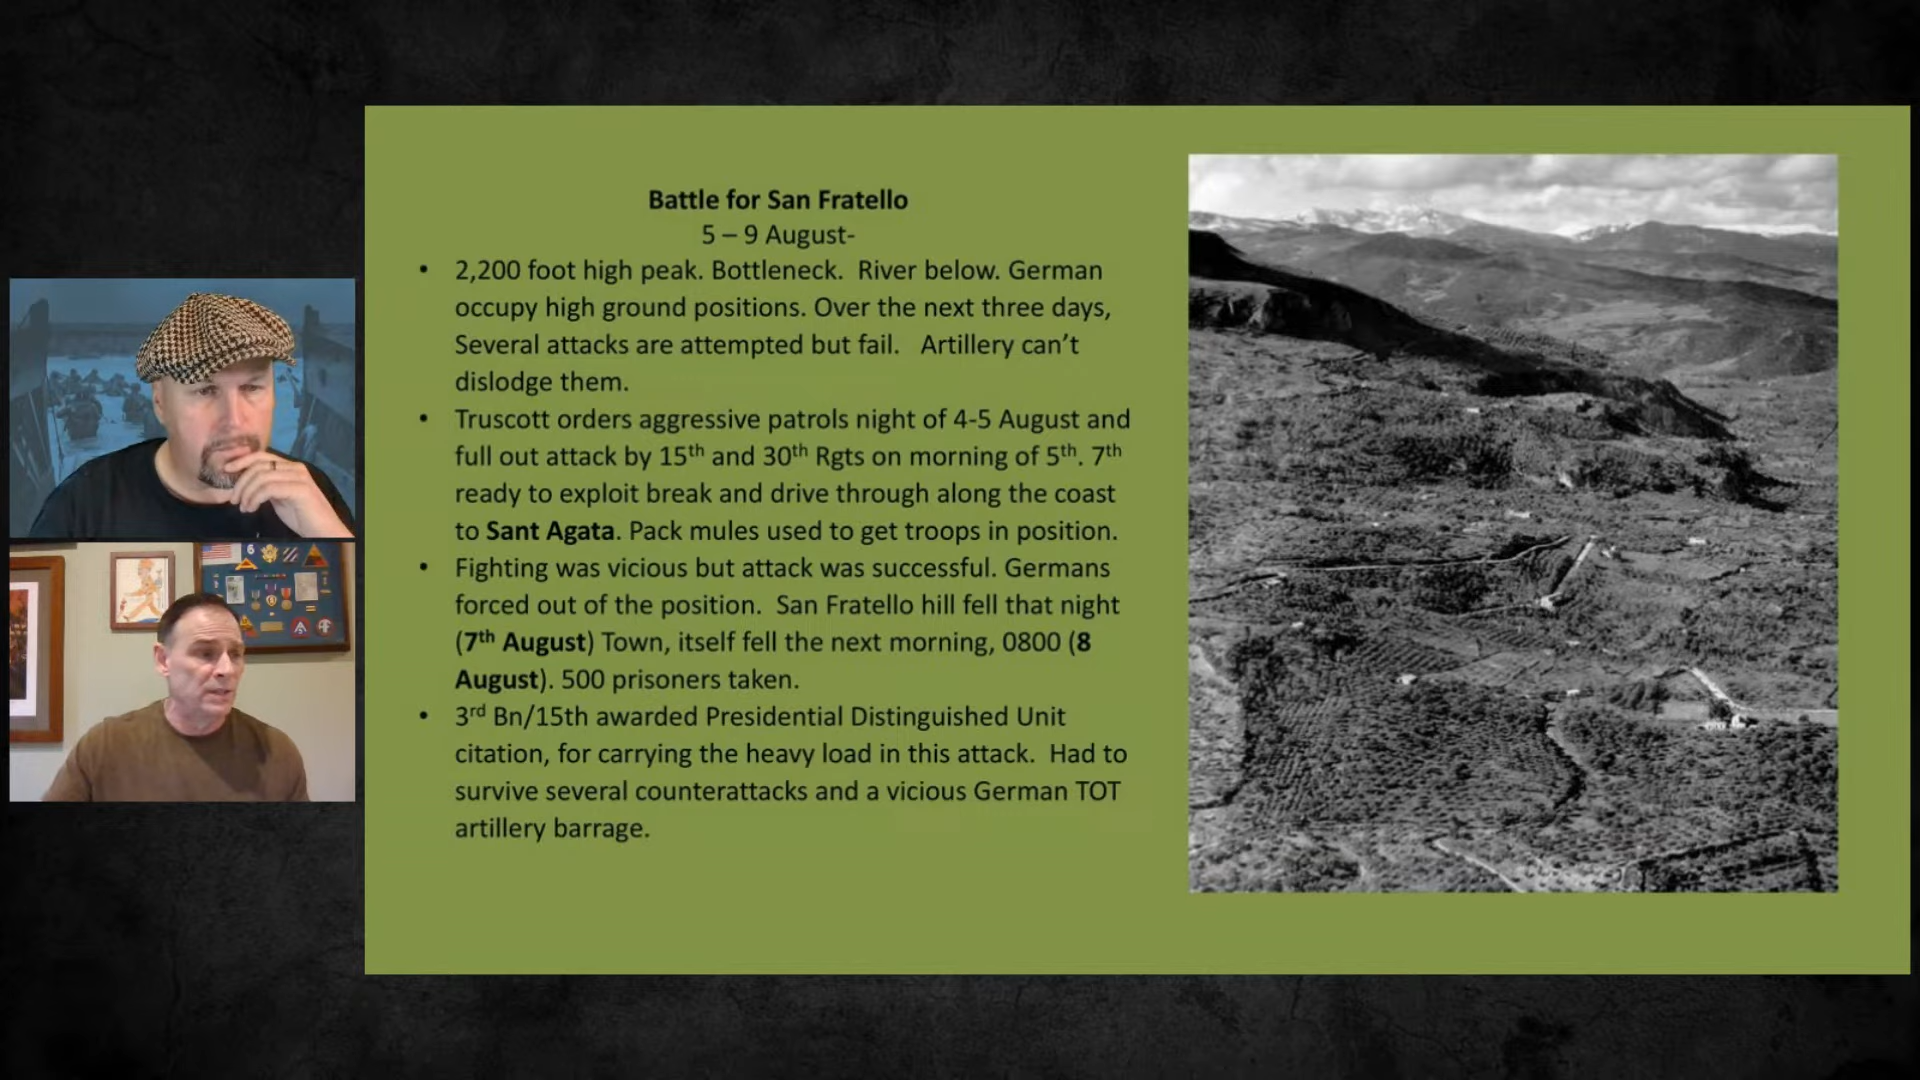 Battle for San Fratello
5 – 9 August-
• 2,200 foot high peak. Bottleneck.  River below. German
occupy high ground positions. Over the next three days,
Several attacks are attempted but fail.   Artillery can't
dislodge them.
• Truscott orders aggressive patrols night of 4-5 August and
full out attack by 15th and 30th Rgts on morning of 5th. 7th
ready to exploit break and drive through along the coast
to Sant Agata. Pack mules used to get troops in position.
• Fighting was vicious but attack was successful. Germans
forced out of the position.  San Fratello hill fell that night
(7th August) Town, itself fell the next morning, 0800 (8
August). 500 prisoners taken.
• 3rd Bn/15th awarded Presidential Distinguished Unit
citation, for carrying the heavy load in this attack.  Had to
survive several counterattacks and a vicious German TOT
artillery barrage.